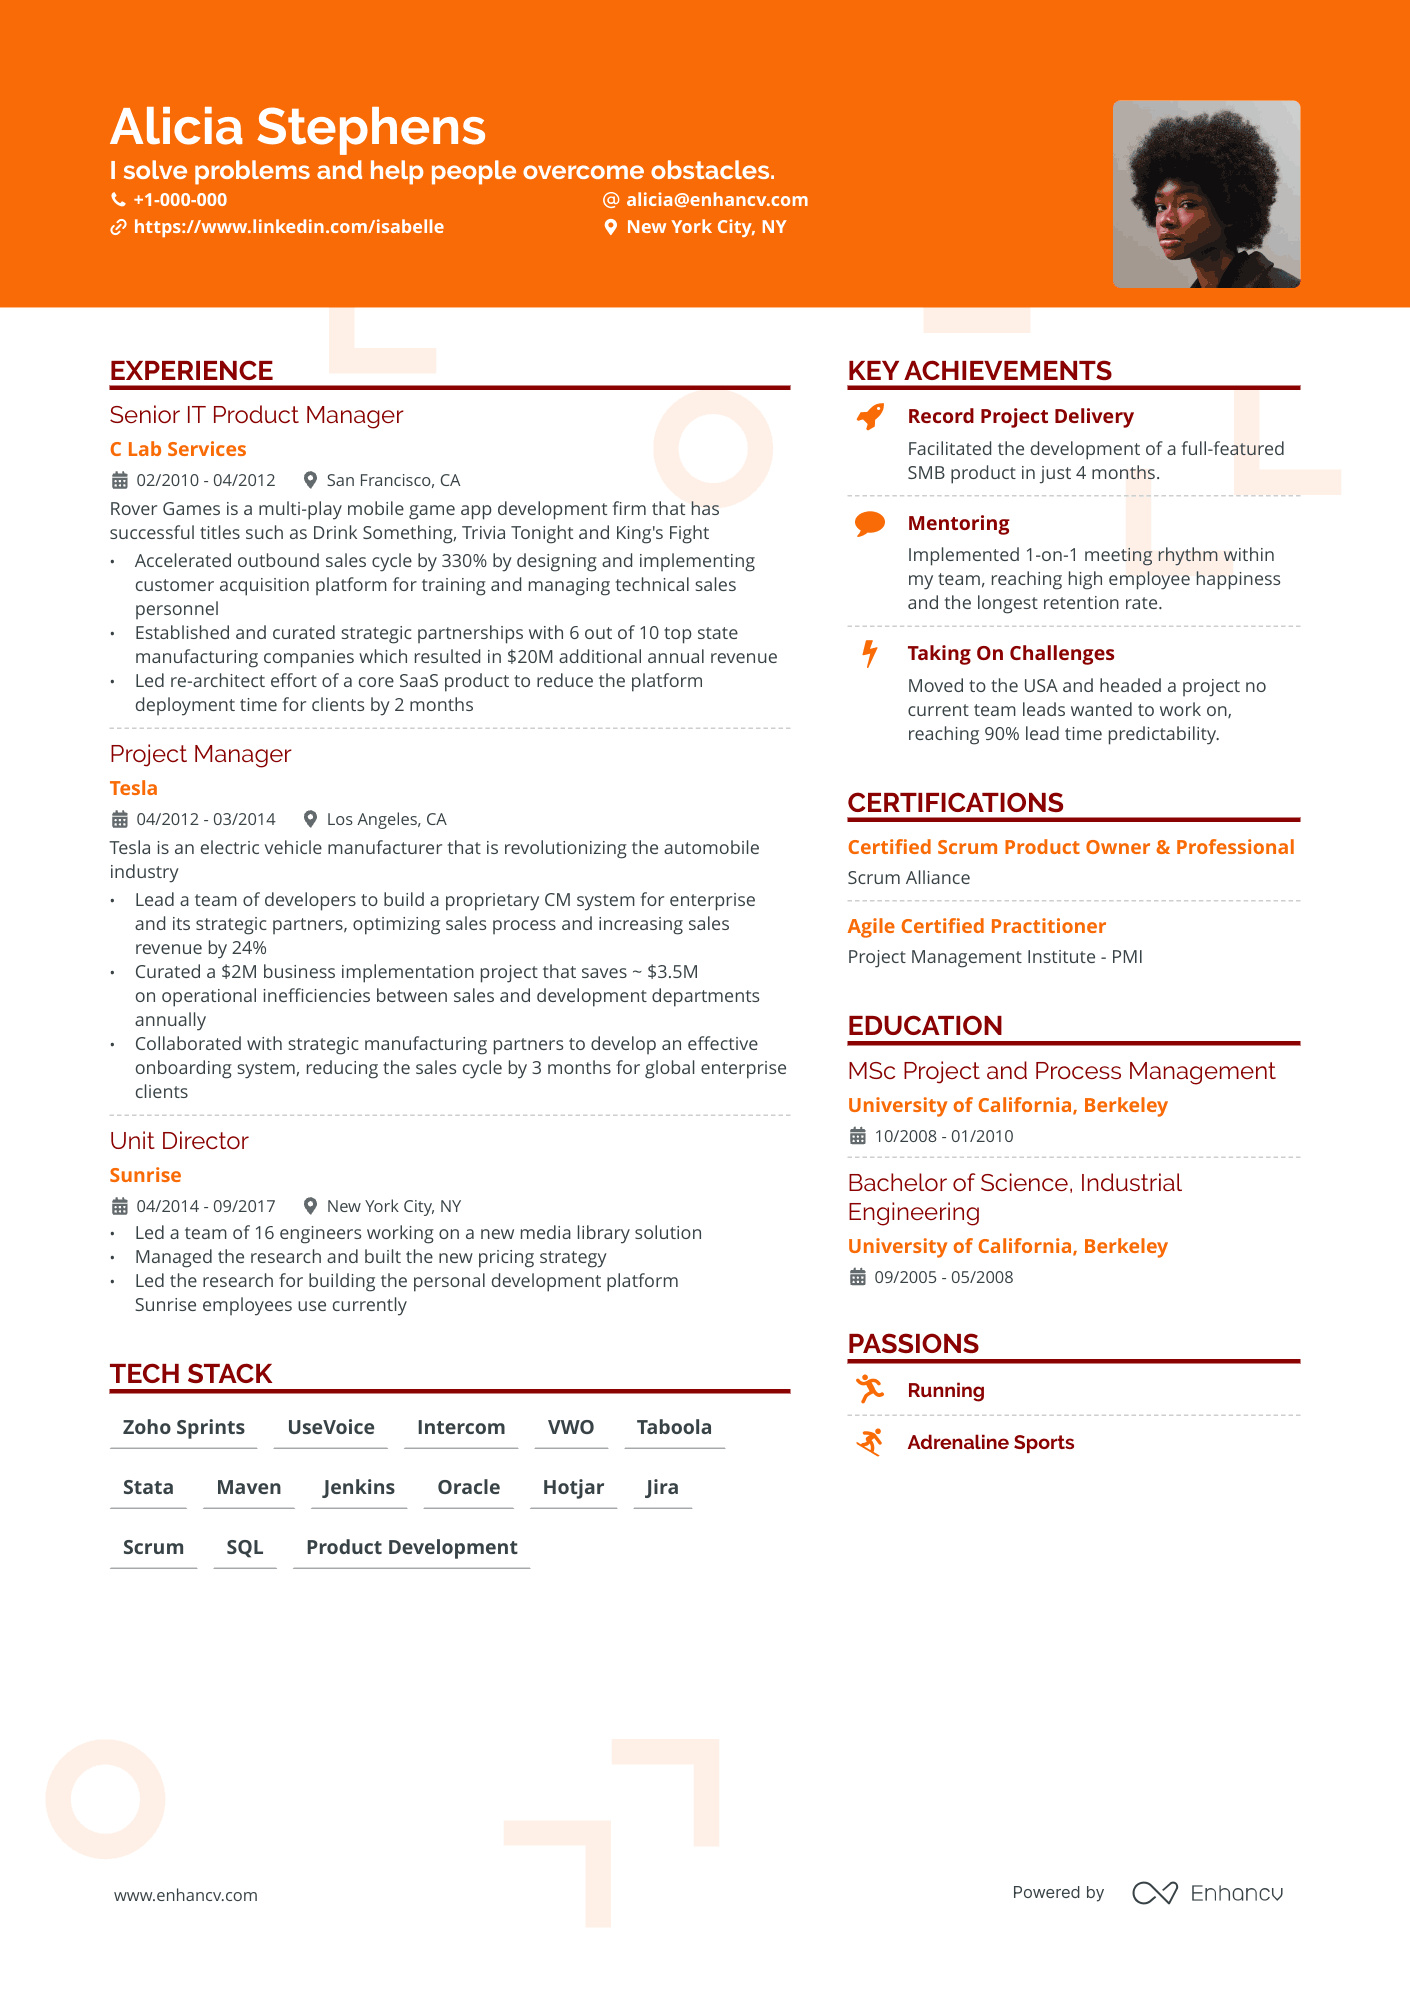 Alicia Stephens
I solve problems and help people overcome obstacles.
+1-000-000
alicia@enhancv.com
https://www.linkedin.com/isabelle
New York City, NY
EXPERIENCE
Senior IT Product Manager
C Lab Services
02/2010 - 04/2012 San Francisco, CA
Rover Games is a multi-play mobile game app development firm that has
successful titles such as Drink Something, Trivia Tonight and King's Fight
• Accelerated outbound sales cycle by 330% by designing and implementing
customer acquisition platform for training and managing technical sales
personnel
• Established and curated strategic partnerships with 6 out of 10 top state
manufacturing companies which resulted in $20M additional annual revenue
• Led re-architect effort of a core SaaS product to reduce the platform
deployment time for clients by 2 months
Project Manager
Tesla
04/2012 - 03/2014 Los Angeles, CA
Tesla is an electric vehicle manufacturer that is revolutionizing the automobile
industry
• Lead a team of developers to build a proprietary CM system for enterprise
and its strategic partners, optimizing sales process and increasing sales
revenue by 24%
• Curated a $2M business implementation project that saves ~ $3.5M
on operational inefficiencies between sales and development departments
annually
• Collaborated with strategic manufacturing partners to develop an effective
onboarding system, reducing the sales cycle by 3 months for global enterprise
clients
Unit Director
Sunrise
04/2014 - 09/2017 New York City, NY
• Led a team of 16 engineers working on a new media library solution
• Managed the research and built the new pricing strategy
• Led the research for building the personal development platform
Sunrise employees use currently
TECH STACK
Zoho Sprints UseVoice Intercom VWO Taboola
Stata Maven Jenkins Oracle Hotjar Jira
Scrum SQL Product Development
KEY ACHIEVEMENTS
Record Project Delivery
Facilitated the development of a full-featured
SMB product in just 4 months.
Mentoring
Implemented 1-on-1 meeting rhythm within
my team, reaching high employee happiness
and the longest retention rate.
Taking On Challenges
Moved to the USA and headed a project no
current team leads wanted to work on,
reaching 90% lead time predictability.
CERTIFICATIONS
Certified Scrum Product Owner & Professional
Scrum Alliance
Agile Certified Practitioner
Project Management Institute - PMI
EDUCATION
MSc Project and Process Management
University of California, Berkeley
10/2008 - 01/2010
Bachelor of Science, Industrial
Engineering
University of California, Berkeley
09/2005 - 05/2008
PASSIONS
Running
Adrenaline Sports
www.enhancv.com
Powered by Enhancv